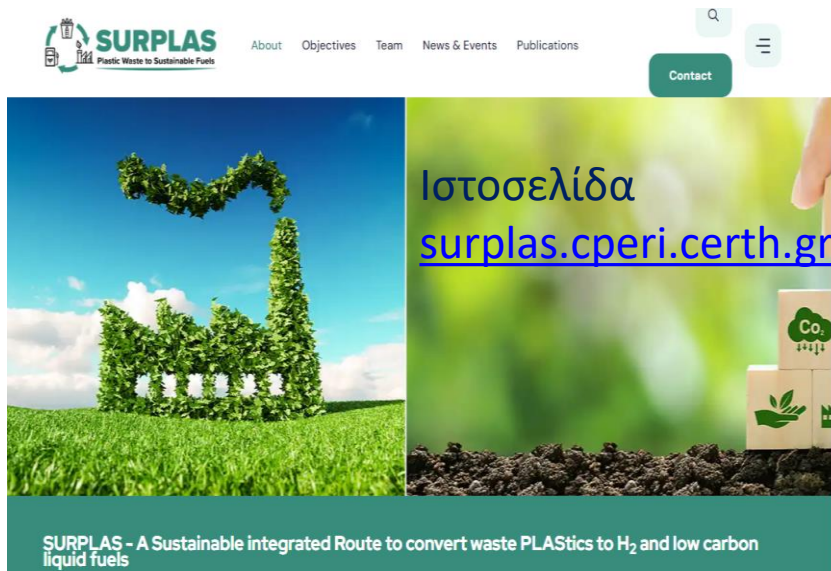 SURPLAS
Plastic Waste to Sustainable Fuels
About Objectives Team News & Events Publications
Contact
Ιστοσελίδα
surplas.cperi.certh.gr
Co₂
SURPLAS - A Sustainable integrated Route to convert waste PLAStics to H₂ and low carbon
liquid fuels